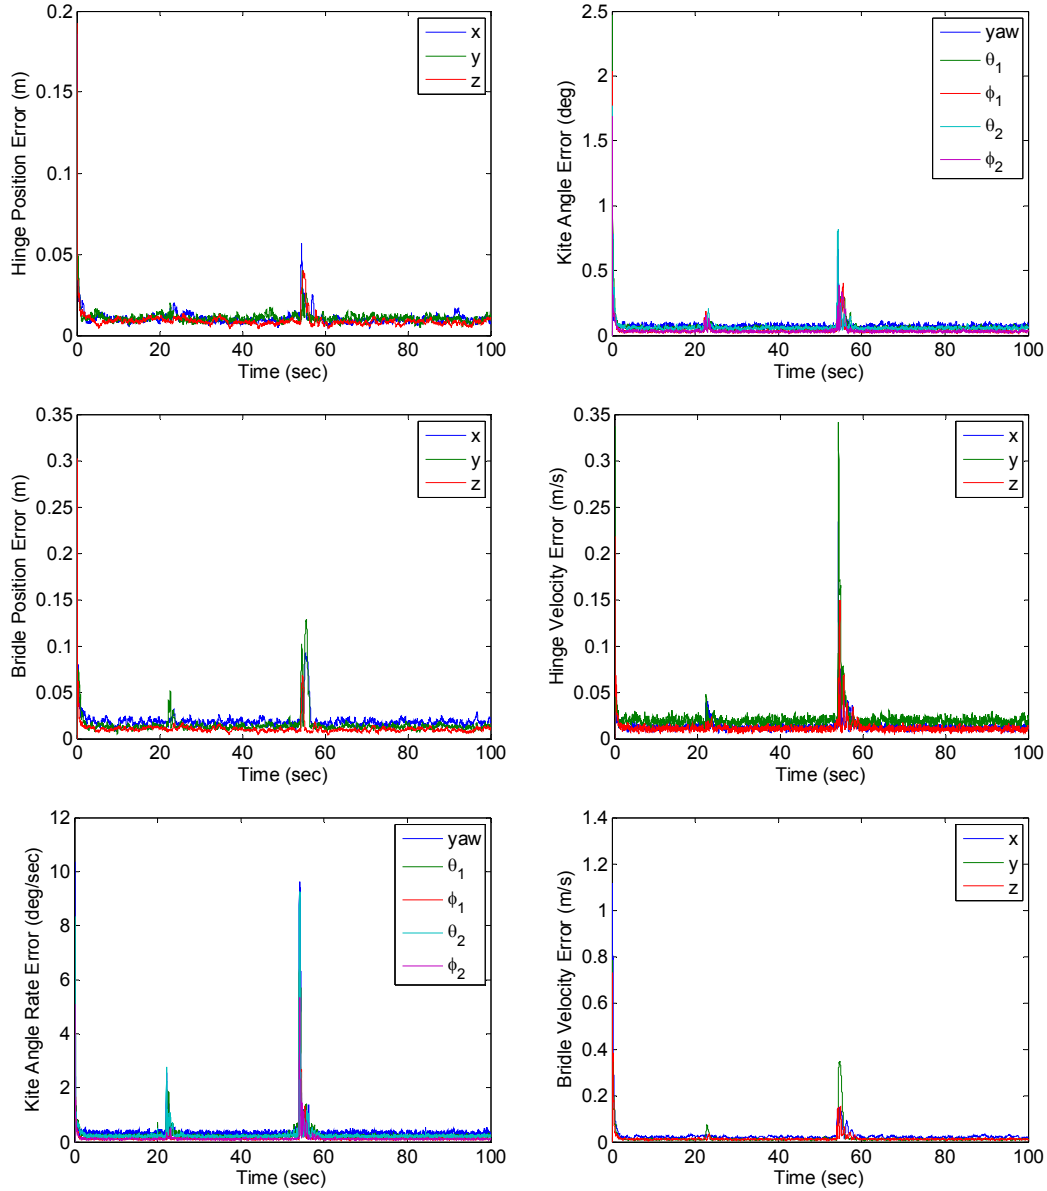 Hinge Position Error (m)
0.2
0.15
0.1
0.05
0
0 20 40 60 80 100
Time (sec)
x
y
z
Kite Angle Error (deg)
2.5
2
1.5
1
0.5
0
0 20 40 60 80 100
Time (sec)
yaw
θ1
ϕ1
θ2
ϕ2
Bridle Position Error (m)
0.35
0.3
0.25
0.2
0.15
0.1
0.05
0
0 20 40 60 80 100
Time (sec)
x
y
z
Hinge Velocity Error (m/s)
0.35
0.3
0.25
0.2
0.15
0.1
0.05
0
0 20 40 60 80 100
Time (sec)
x
y
z
Kite Angle Rate Error (deg/sec)
12
10
8
6
4
2
0
0 20 40 60 80 100
Time (sec)
yaw
θ1
ϕ1
θ2
ϕ2
Bridle Velocity Error (m/s)
1.4
1.2
1
0.8
0.6
0.4
0.2
0
0 20 40 60 80 100
Time (sec)
x
y
z